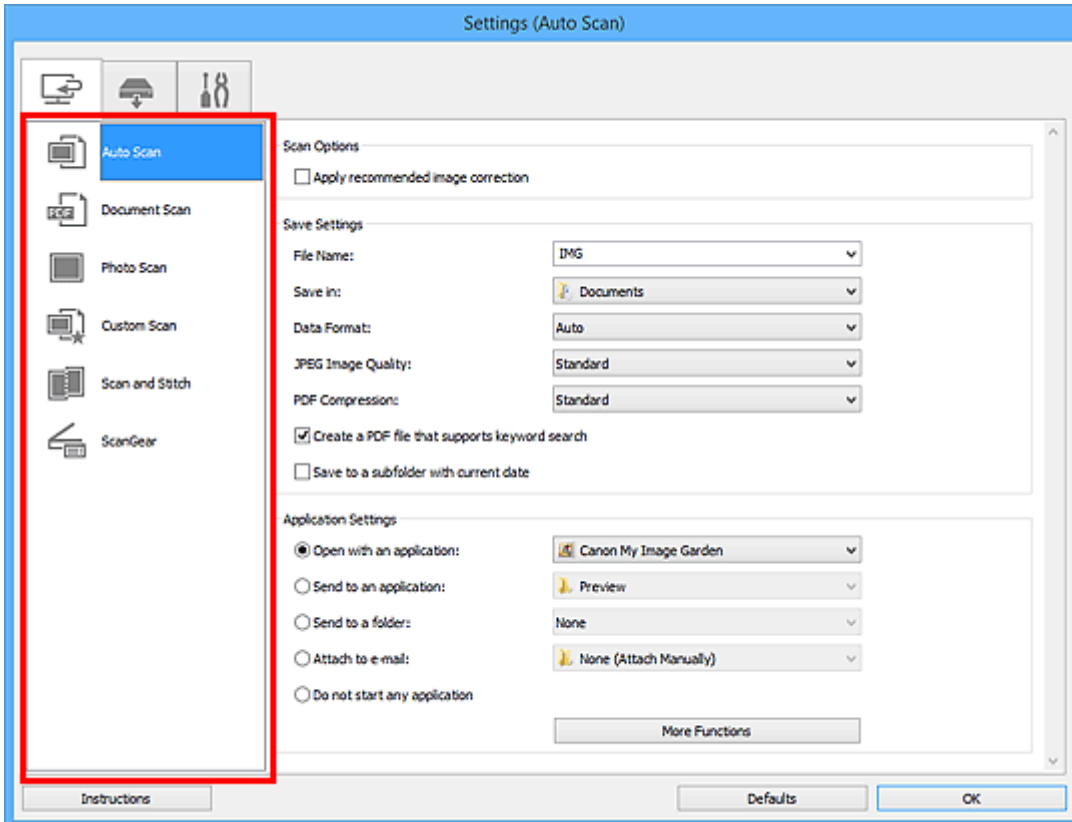 Settings (Auto Scan)
Auto Scan
Document Scan
Photo Scan
Custom Scan
Scan and Stitch
ScanGear
Scan Options
Apply recommended image correction
Save Settings
File Name: IMG
Save in: Documents
Data Format: Auto
JPEG Image Quality: Standard
PDF Compression: Standard
Create a PDF file that supports keyword search
Save to a subfolder with current date
Application Settings
Open with an application: Canon My Image Garden
Send to an application: Preview
Send to a folder: None
Attach to e-mail: None (Attach Manually)
Do not start any application
More Functions
Instructions Defaults OK